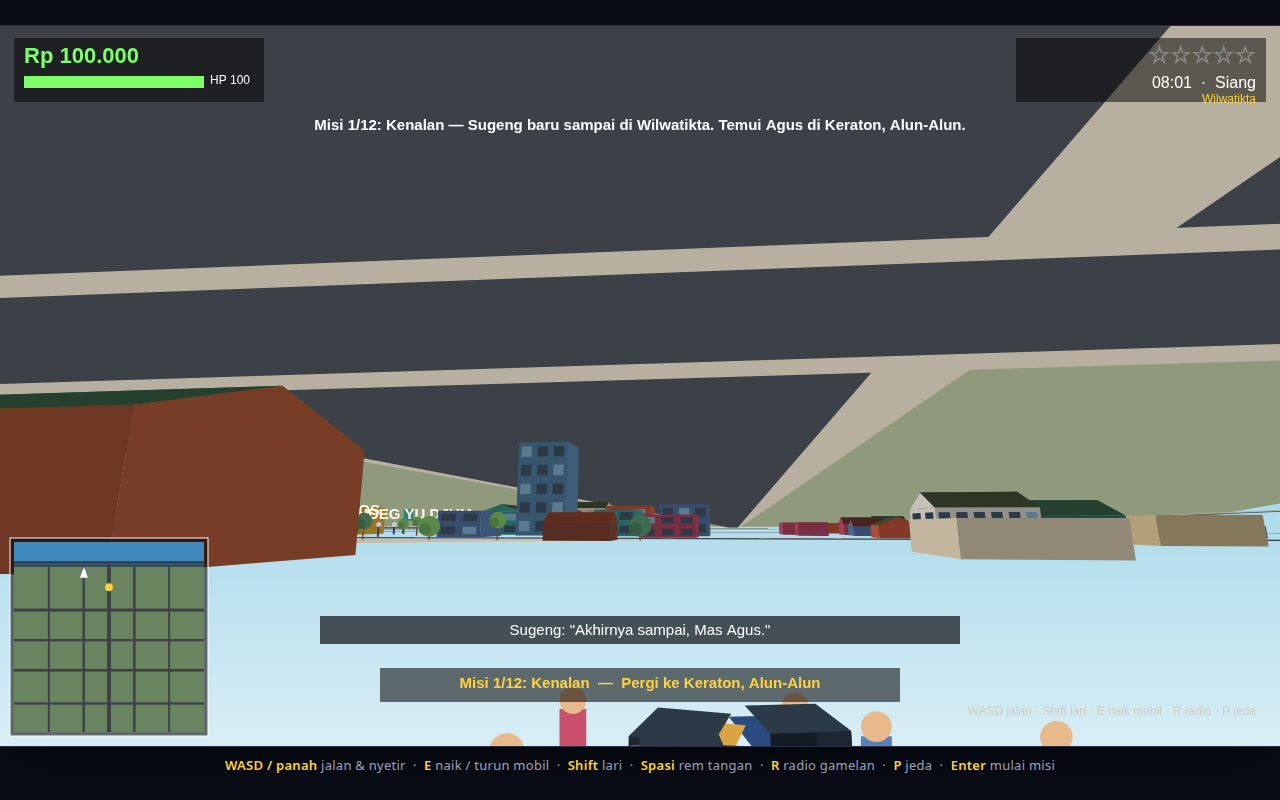 Rp 100.000
HP 100
☆☆☆☆☆
08:01 · Siang
Wilwatikta
Misi 1/12: Kenalan — Sugeng baru sampai di Wilwatikta. Temui Agus di Keraton, Alun-Alun.
Sugeng: "Akhirnya sampai, Mas Agus."
Misi 1/12: Kenalan — Pergi ke Keraton, Alun-Alun
WASD jalan · Shift lari · E naik mobil · R radio · P jeda
WASD / panah jalan & nyetir · E naik / turun mobil · Shift lari · Spasi rem tangan · R radio gamelan · P jeda · Enter mulai misi